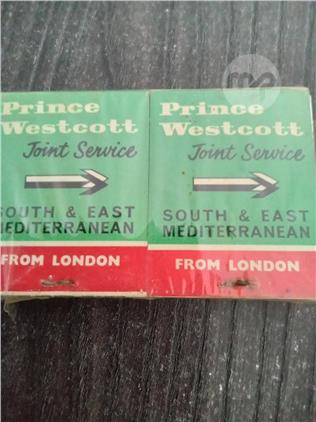 Prince
Westcott
Joint Service
SOUTH & EAST
MEDITERRANEAN
FROM LONDON
Prince
Westcott
Joint Service
SOUTH & EAST
MEDITERRANEAN
FROM LONDON